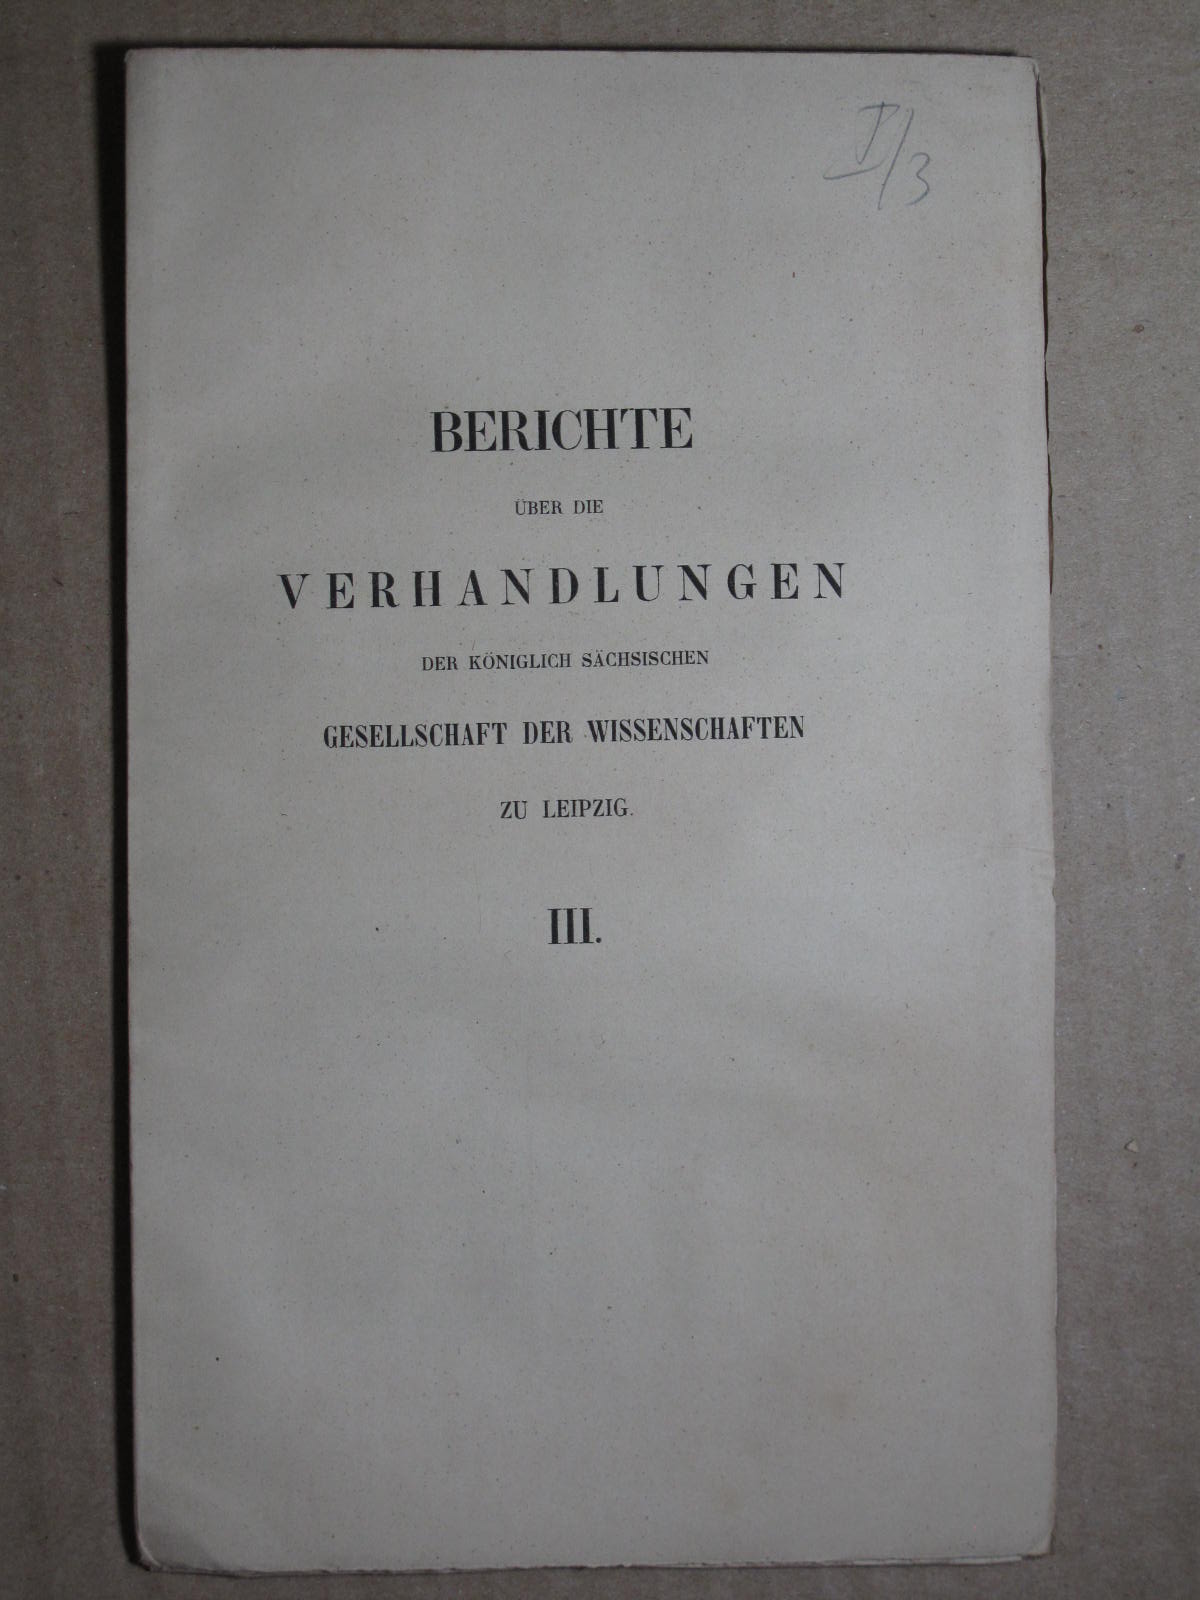 I/3
BERICHTE
ÜBER DIE
VERHANDLUNGEN
DER KÖNIGLICH SÄCHSISCHEN
GESELLSCHAFT DER WISSENSCHAFTEN
ZU LEIPZIG.
III.